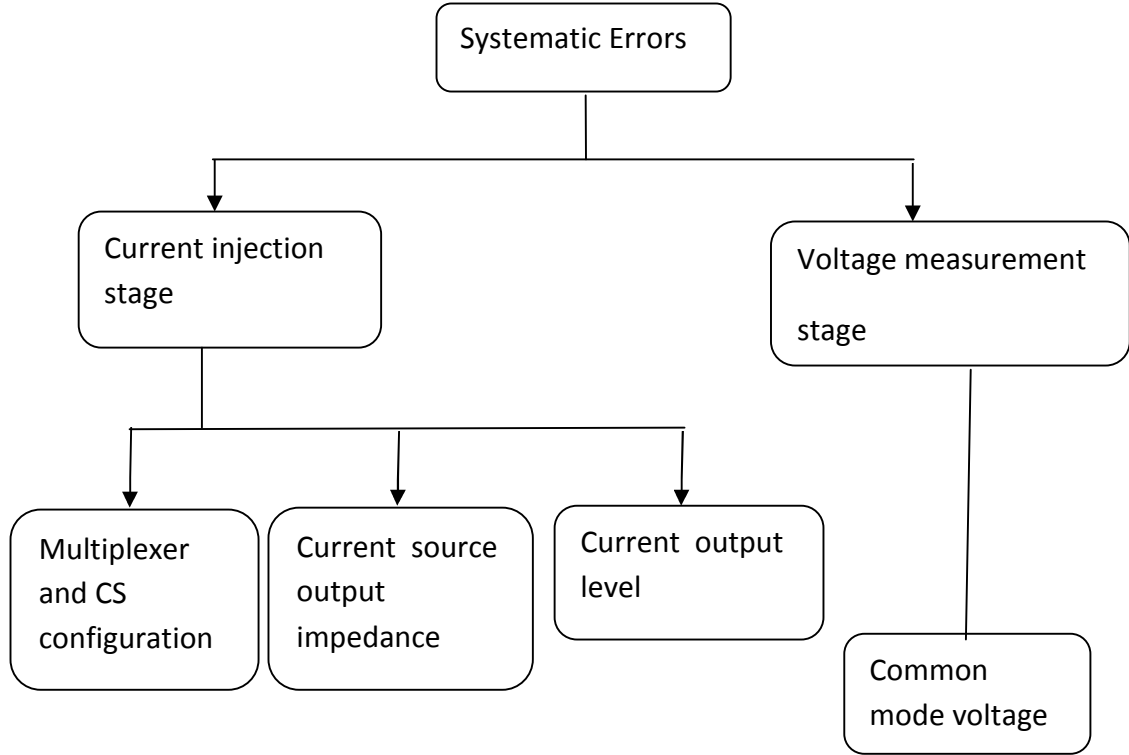 Systematic Errors
Current injection
stage
Voltage measurement
stage
Multiplexer
and CS
configuration
Current source
output
impedance
Current output
level
Common
mode voltage